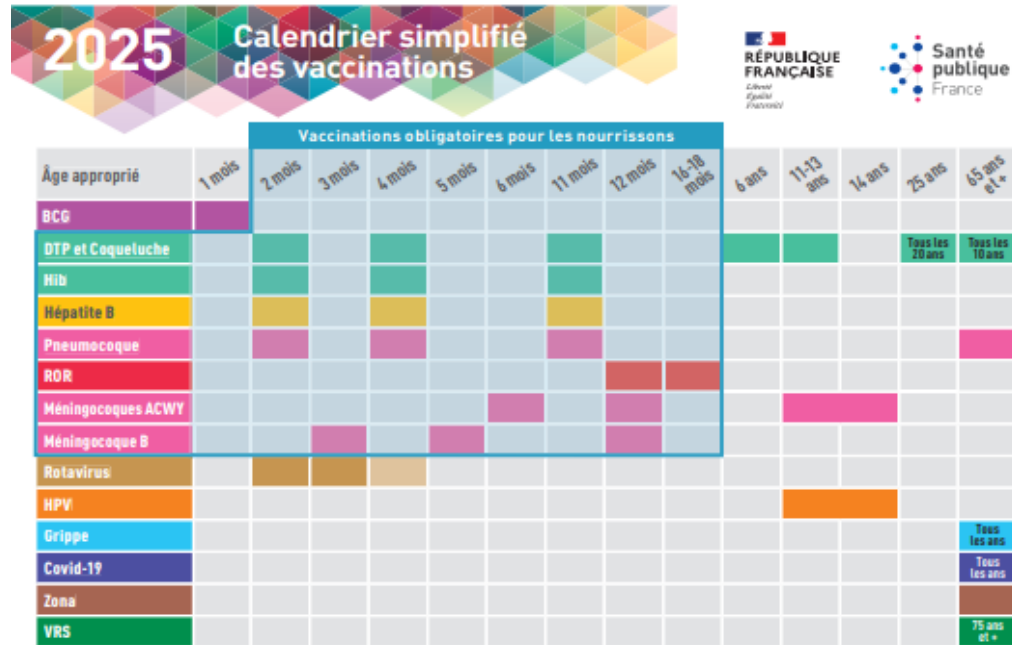 2025
Calendrier simplifié
des vaccinations
RÉPUBLIQUE
FRANÇAISE
Liberté
Égalité
Fraternité
Santé
publique
France
Vaccinations obligatoires pour les nourrissons
Âge approprié
1 mois
2 mois
3 mois
4 mois
5 mois
6 mois
11 mois
12 mois
16-18
mois
6 ans
11-13
ans
14 ans
25 ans
65 ans
et +
BCG
DTP et Coqueluche
Tous les
20 ans
Tous les
10 ans
Hib
Hépatite B
Pneumocoque
ROR
Méningocoques ACWY
Méningocoque B
Rotavirus
HPV
Grippe
Tous
les ans
Covid-19
Tous
les ans
Zona
VRS
75 ans
et +